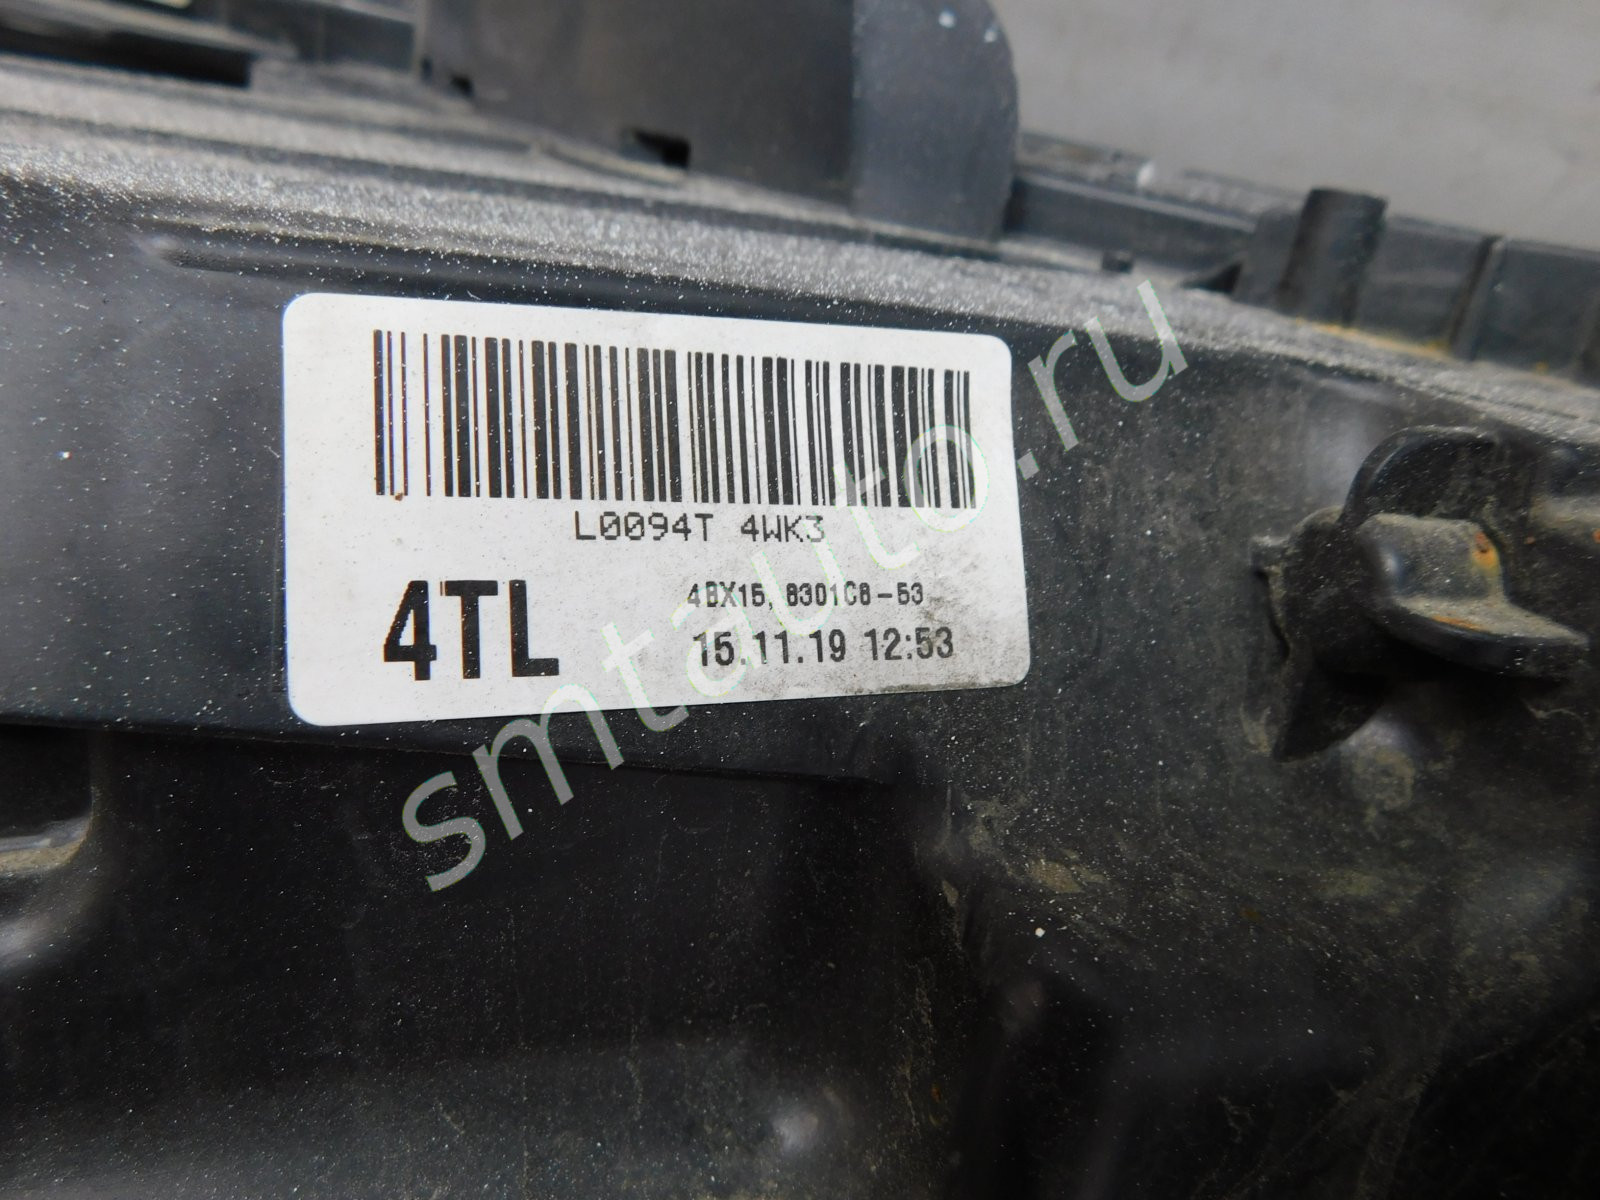 L0094T 4WK3
4TL
4BX15, 8301C8-53
15.11.19 12:53
smtauto.ru